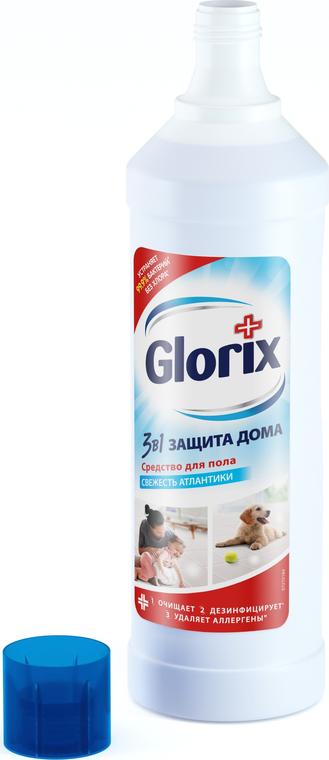 УСТРАНЯЕТ
99,9% БАКТЕРИЙ*
БЕЗ ХЛОРА*
Glorix
3в1 ЗАЩИТА ДОМА
Средство для пола
СВЕЖЕСТЬ АТЛАНТИКИ
1 ОЧИЩАЕТ 2 ДЕЗИНФИЦИРУЕТ*
3 УДАЛЯЕТ АЛЛЕРГЕНЫ*